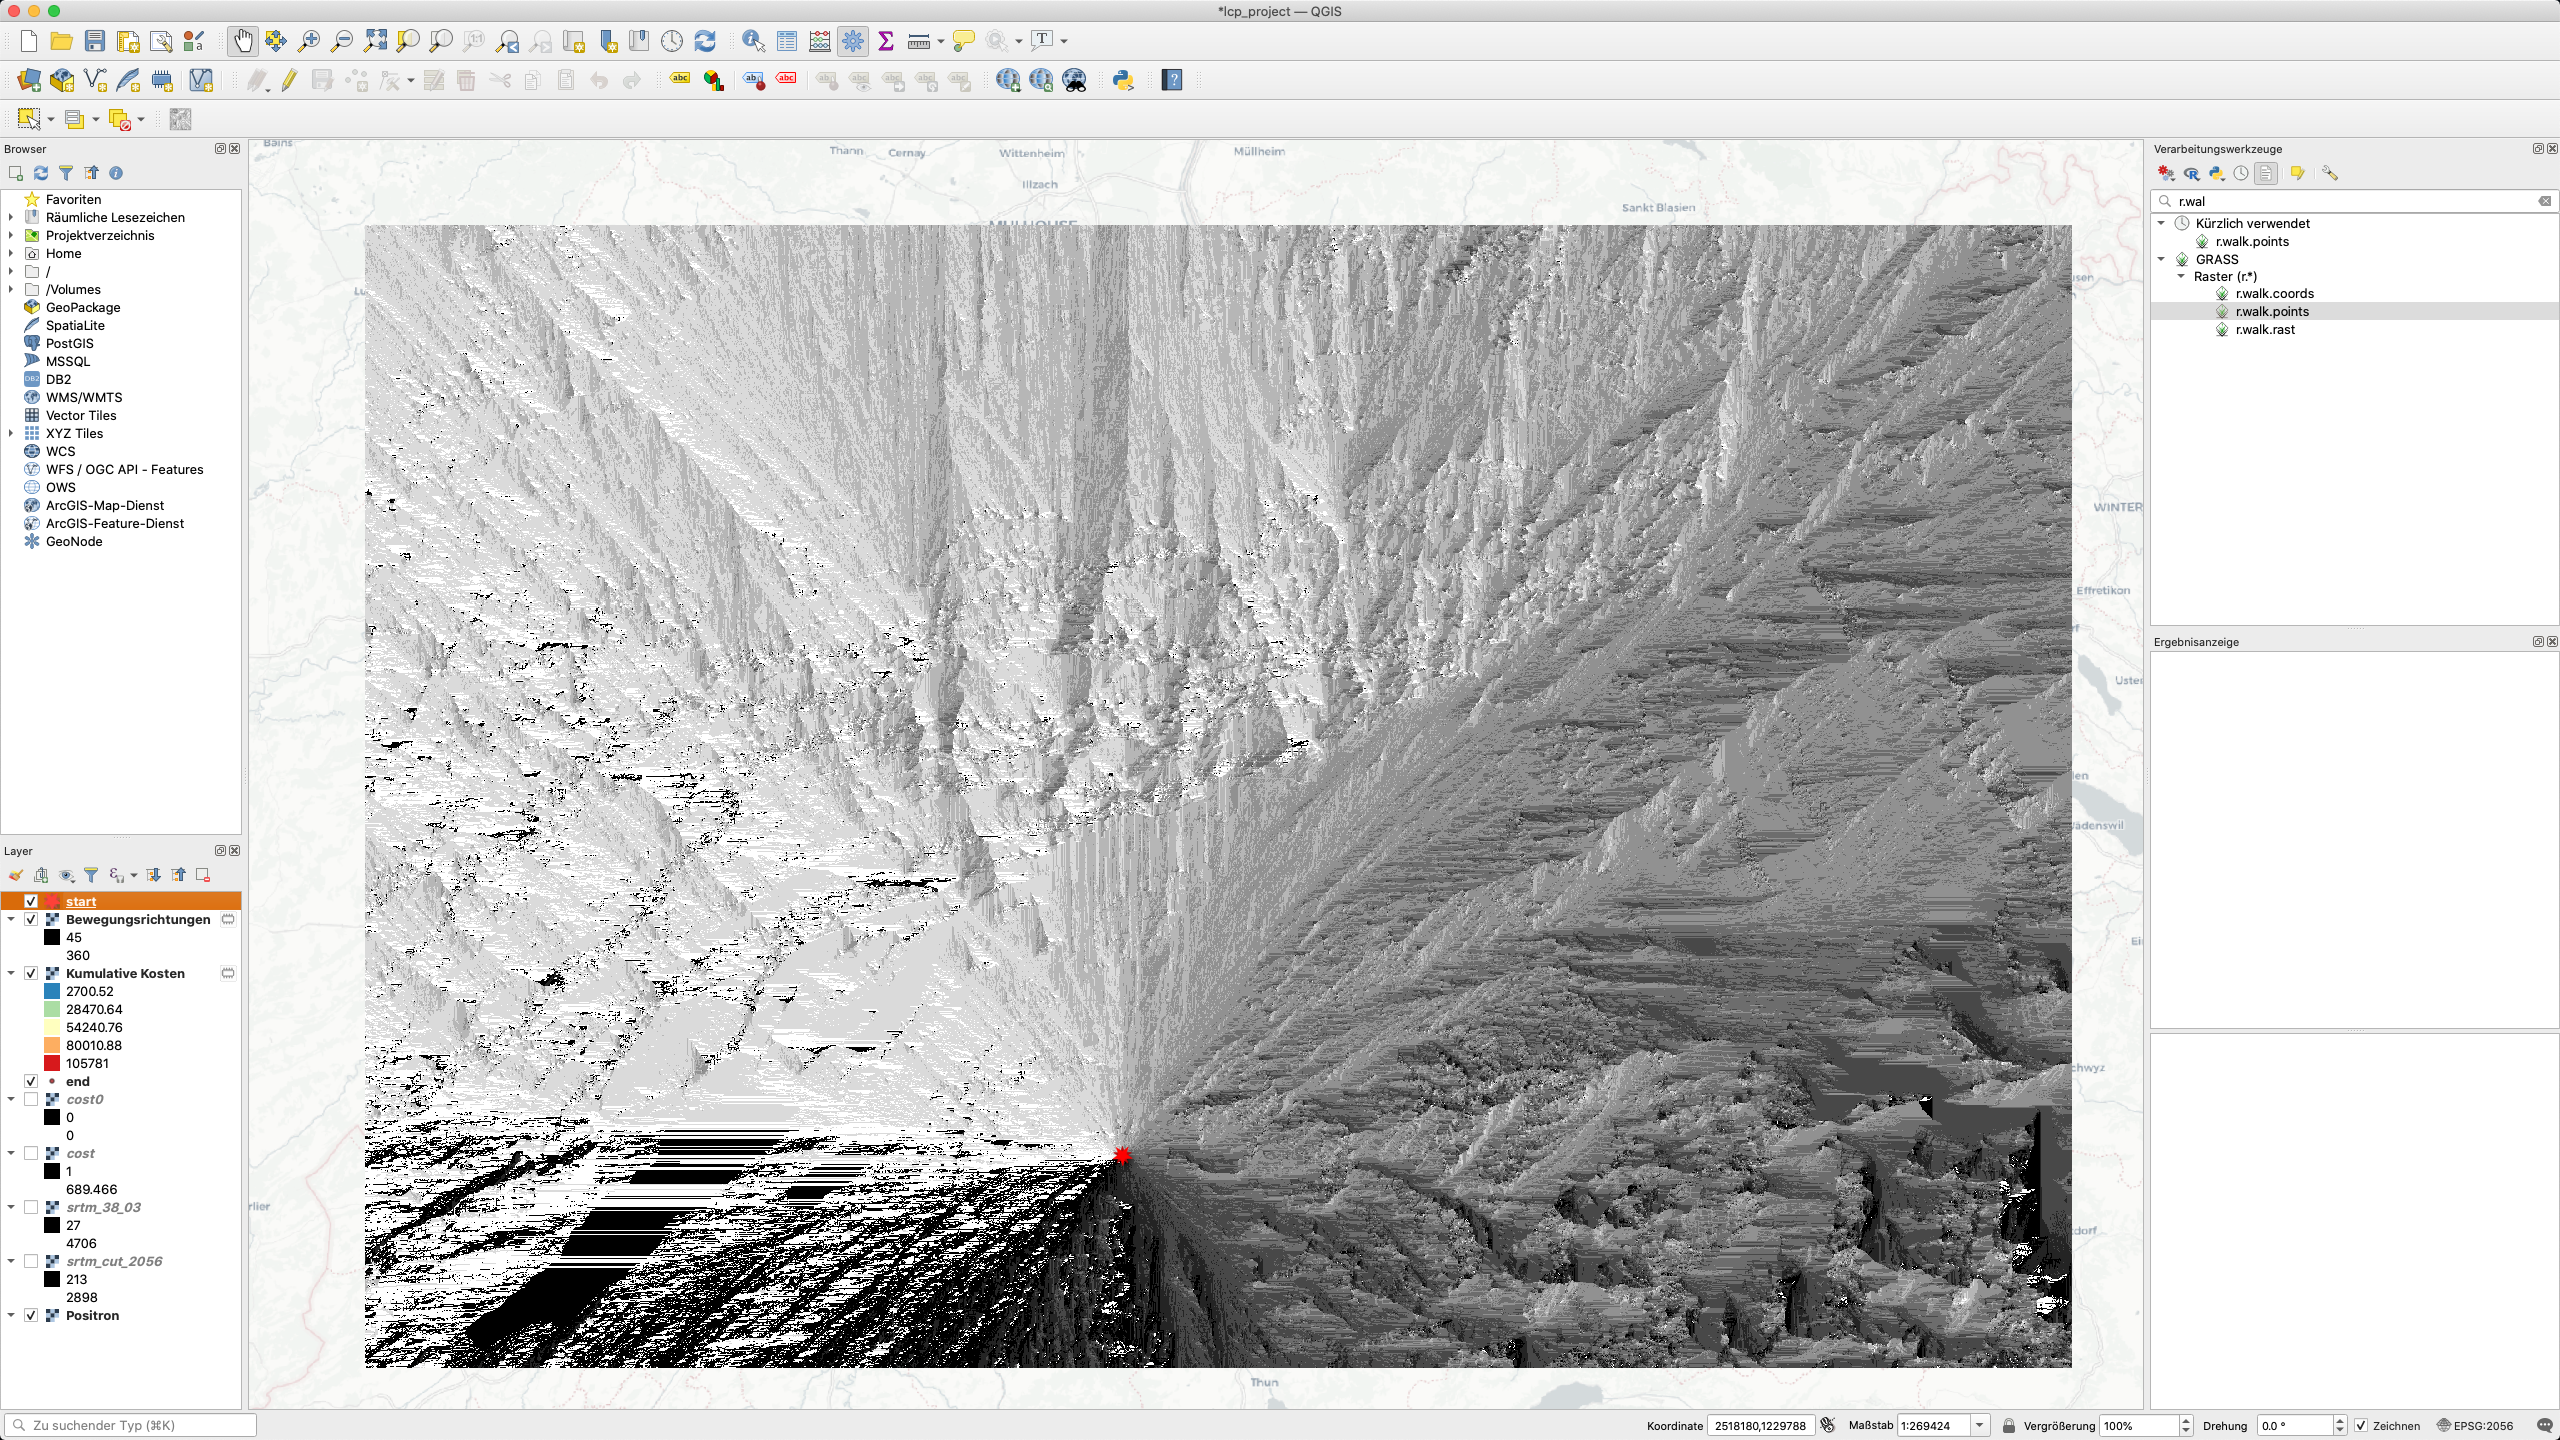 *lcp_project — QGIS
Browser
Favoriten
Räumliche Lesezeichen
Projektverzeichnis
Home
/
/Volumes
GeoPackage
SpatiaLite
PostGIS
MSSQL
DB2
WMS/WMTS
Vector Tiles
XYZ Tiles
WCS
WFS / OGC API - Features
OWS
ArcGIS-Map-Dienst
ArcGIS-Feature-Dienst
GeoNode
Layer
start
Bewegungsrichtungen
45
360
Kumulative Kosten
2700.52
28470.64
54240.76
80010.88
105781
end
cost0
0
0
cost
1
689.466
srtm_38_03
27
4706
srtm_cut_2056
213
2898
Positron
Bains
Thann
Cernay
Wittenheim
Müllheim
Illzach
Sankt Blasien
MULHOUSE
WINTER
Effretikon
Uster
Wädenswil
Thun
Verarbeitungswerkzeuge
r.wal
Kürzlich verwendet
r.walk.points
GRASS
Raster (r.*)
r.walk.coords
r.walk.points
r.walk.rast
Ergebnisanzeige
Zu suchender Typ (⌘K)
Koordinate 2518180,1229788 Maßstab 1:269424 Vergrößerung 100% Drehung 0.0 ° Zeichnen EPSG:2056